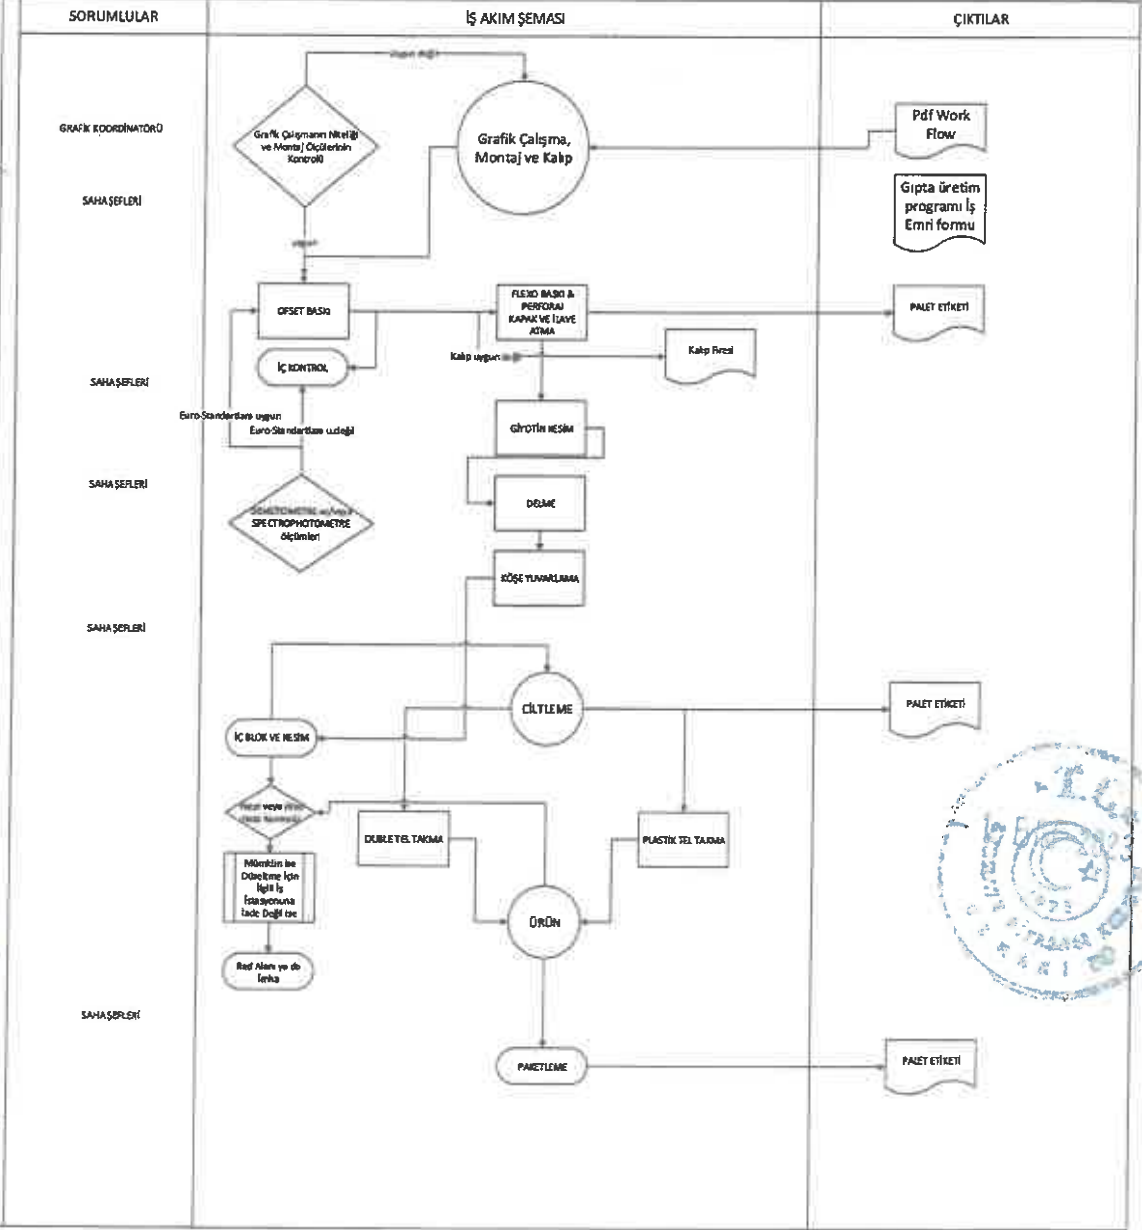 SORUMLULAR
İŞ AKIM ŞEMASI
ÇIKTILAR
GRAFİK KOORDİNATÖRÜ
Grafik Çalışmanın Niteliği
ve Montaj Ölçülerinin
Kontrolü
Grafik Çalışma,
Montaj ve Kalıp
Pdf Work
Flow
SAHA ŞEFLERİ
Gıpta üretim
programı İş
Emri formu
uygun
OFSET BASKI
FLEXO BASKI &
PERFORAJ
KAPAK VE İLAVE
ATMA
PALET ETİKETİ
İÇ KONTROL
Kalıp uygun
Kalıp Firesi
SAHA ŞEFLERİ
Euro-Standartlara uygun
Euro-Standartlara u.değil
GİYOTİN KESİM
SAHA ŞEFLERİ
DENSİTOMETRE ve/veya
SPECTROPHOTOMETRE
ölçümleri
DELME
KÖŞE YUVARLAMA
SAHA ŞEFLERİ
CİLTLEME
PALET ETİKETİ
İÇ BLOK VE KESİM
veya
DUBLE TEL TAKMA
PLASTİK TEL TAKMA
Mümkün ise
Düzeltme İçin
İlgili İş
İstasyonuna
İade Değil ise
ÜRÜN
Red Alanı ya da
İmha
SAHA ŞEFLERİ
PAKETLEME
PALET ETİKETİ
T.C.